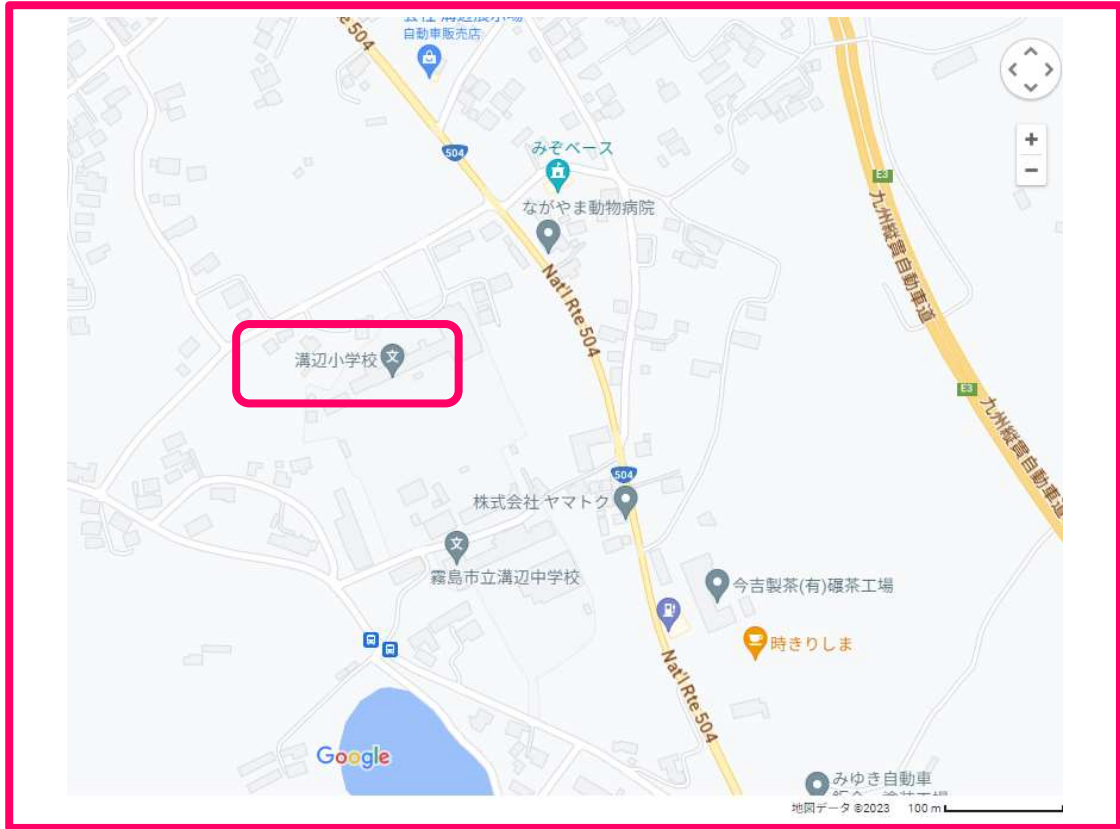 自動車販売店
Rte 504
504
みぞベース
ながやま動物病院
E3
九州縦貫自動車道
Nat'l Rte 504
溝辺小学校
文
E3
九州縦貫自動車道
504
株式会社 ヤマトク
文
霧島市立溝辺中学校
今吉製茶(有)碾茶工場
時きりしま
Nat'l Rte 504
Google
みゆき自動車
地図データ ©2023 100 m
+
−